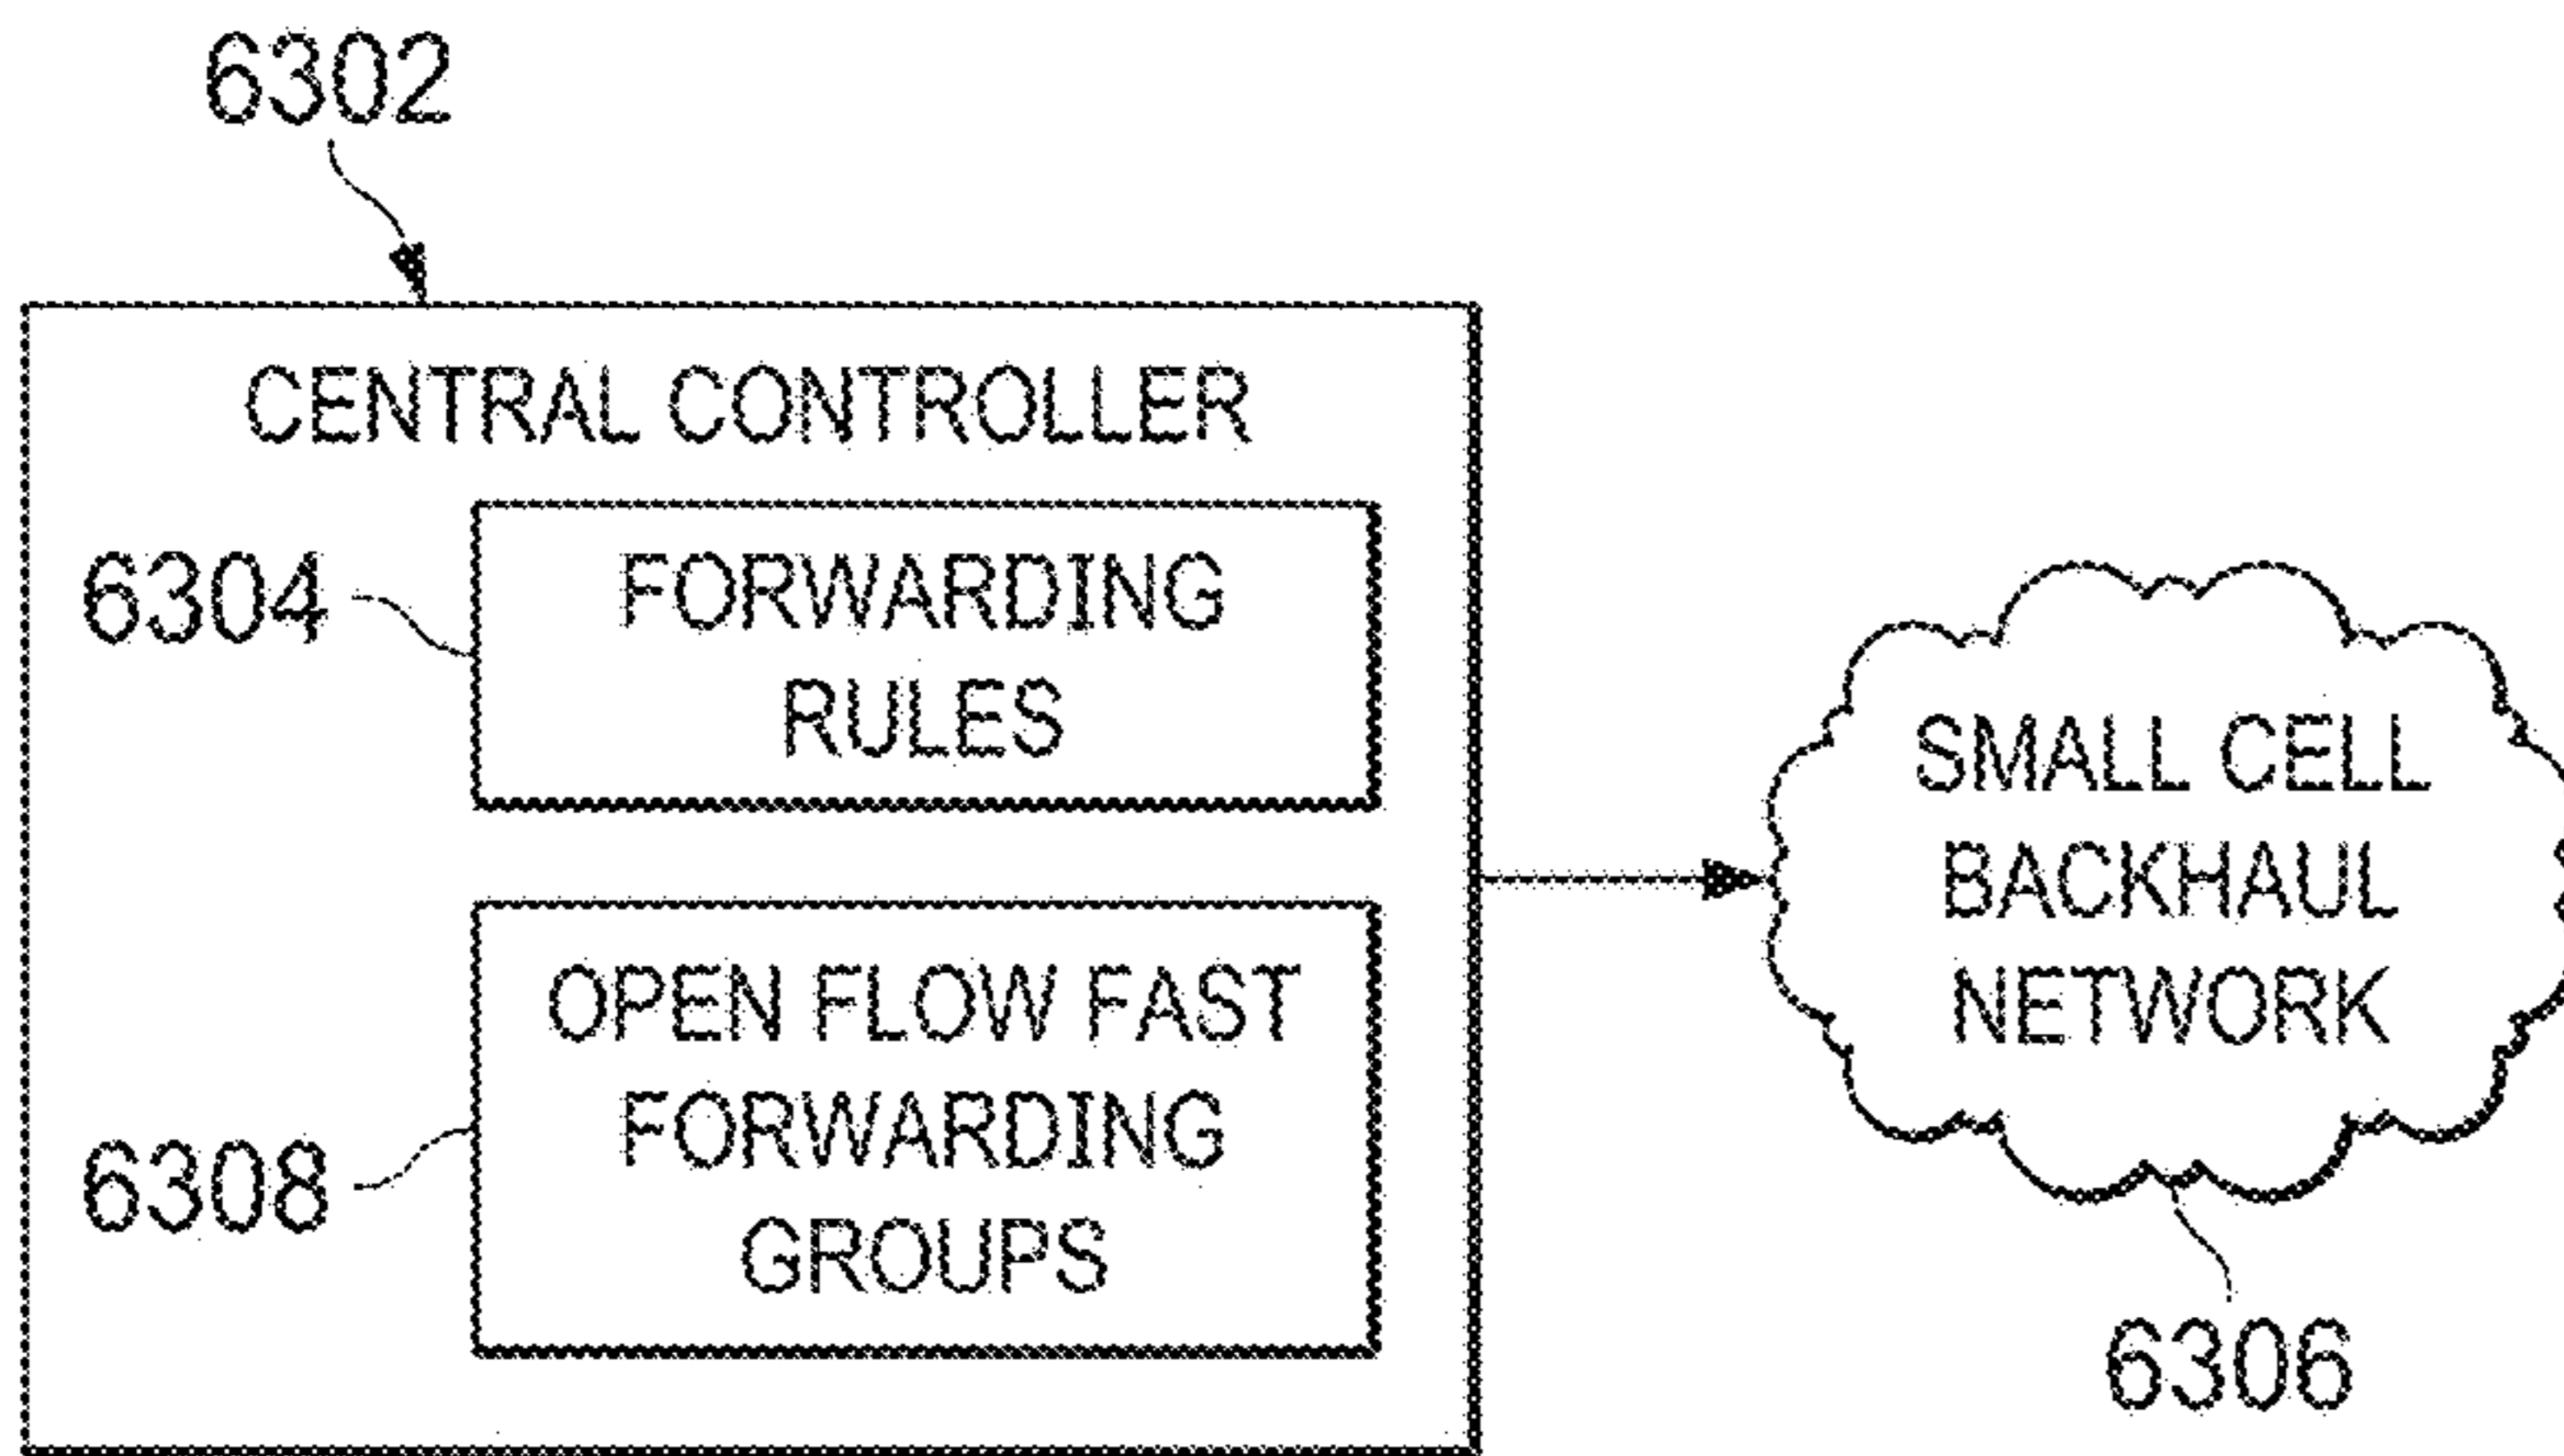 6302
CENTRAL CONTROLLER
6304
FORWARDING
RULES
6308
OPEN FLOW FAST
FORWARDING
GROUPS
SMALL CELL
BACKHAUL
NETWORK
6306